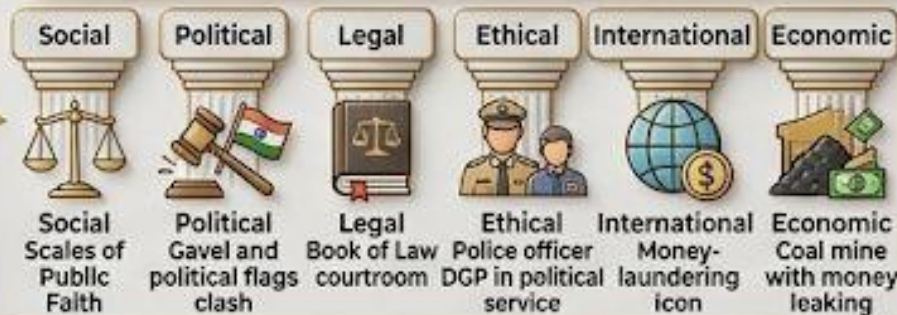 Social
Political
Legal
Ethical
International
Economic
Social
Scales of
Public
Faith
Political
Gavel and
political flags
clash
Legal
Book of Law
courtroom
Ethical
Police officer
DGP in political
service
International
Money-
laundering
icon
Economic
Coal mine
with money
leaking